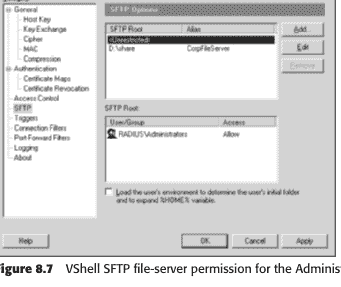 General
Host Key
Key Exchange
Cipher
MAC
Compression
Authentication
Certificate Maps
Certificate Revocation
Access Control
SFTP
Triggers
Connection Filters
Port Forward Filters
Logging
About
SFTP Options
SFTP Root Alias
<Unrestricted>
D:\share CorpFileServer
Add...
Edit
Remove
SFTP Root:
User/Group Access
RADIUS\Administrators Allow
Load the user's environment to determine the user's initial folder
and to expand %HOME% variable.
Help OK Cancel Apply
igure 8.7 VShell SFTP file-server permission for the Adminis